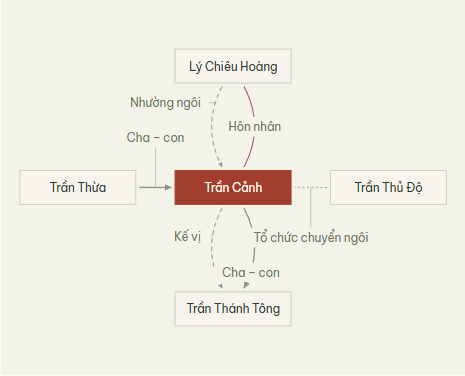 Lý Chiêu Hoàng
Nhường ngôi
Hôn nhân
Cha – con
Trần Thừa
Trần Cảnh
Trần Thủ Độ
Kế vị
Tổ chức chuyển ngôi
Cha – con
Trần Thánh Tông